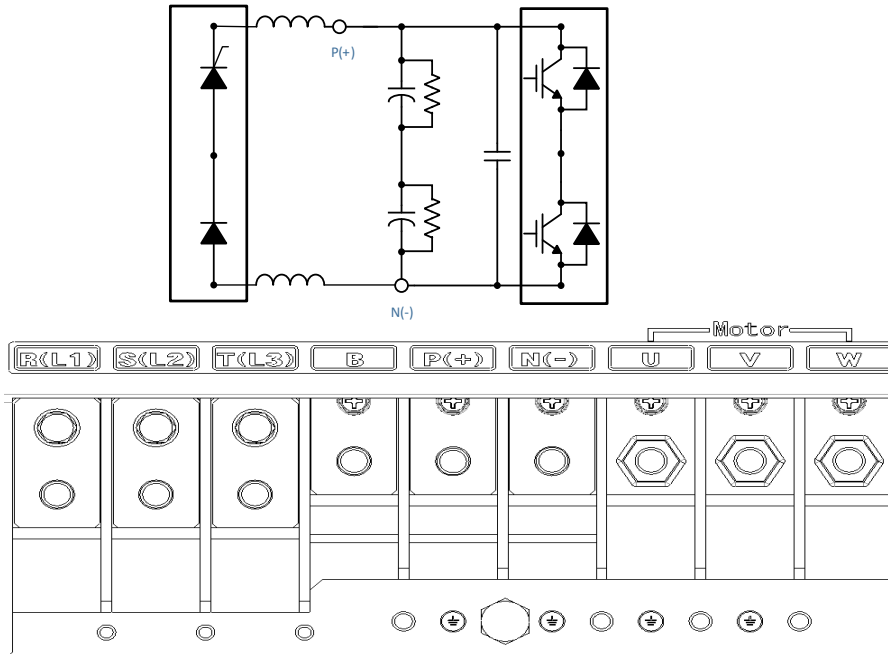 P(+)
N(-)
Motor
R(L1) S(L2) T(L3) B P(+) N(-) U V W